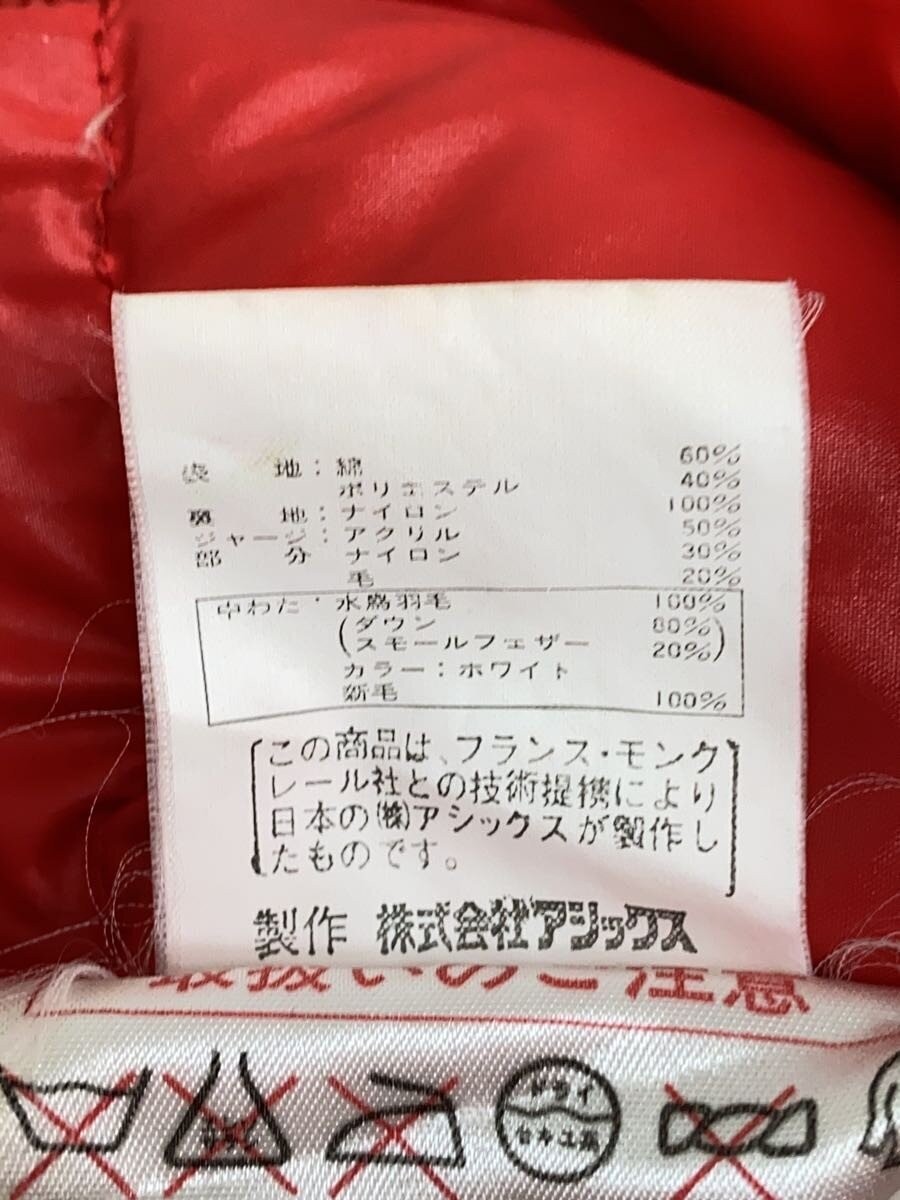 表 地：綿 60%
ポリエステル 40%
裏 地：ナイロン 100%
ジャージ：アクリル 50%
部 分 ナイロン 30%
毛 20%
中わた：水鳥羽毛 100%
(ダウン 80%
スモールフェザー 20%)
カラー：ホワイト
新毛 100%
[この商品は、フランス・モンク
レール社との技術提携により
日本の(株)アシックスが製作し
たものです。]
製作 株式会社アシックス
取扱いのご注意
ドライ
セキユ系